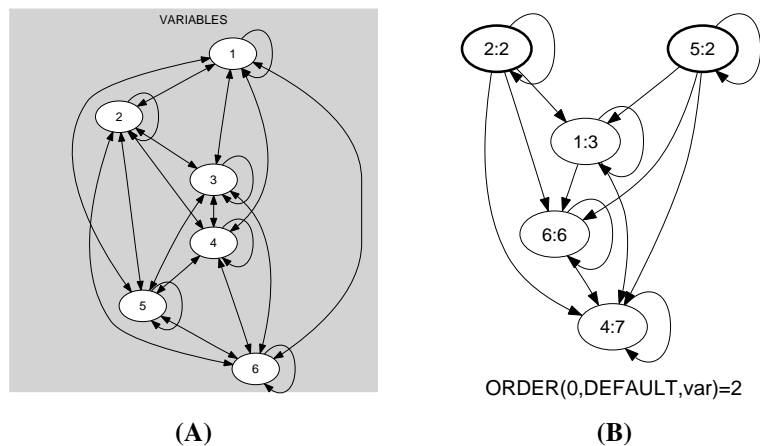 VARIABLES
1
2
3
4
5
6
(A)
2:2
5:2
1:3
6:6
4:7
ORDER(0,DEFAULT,var)=2
(B)